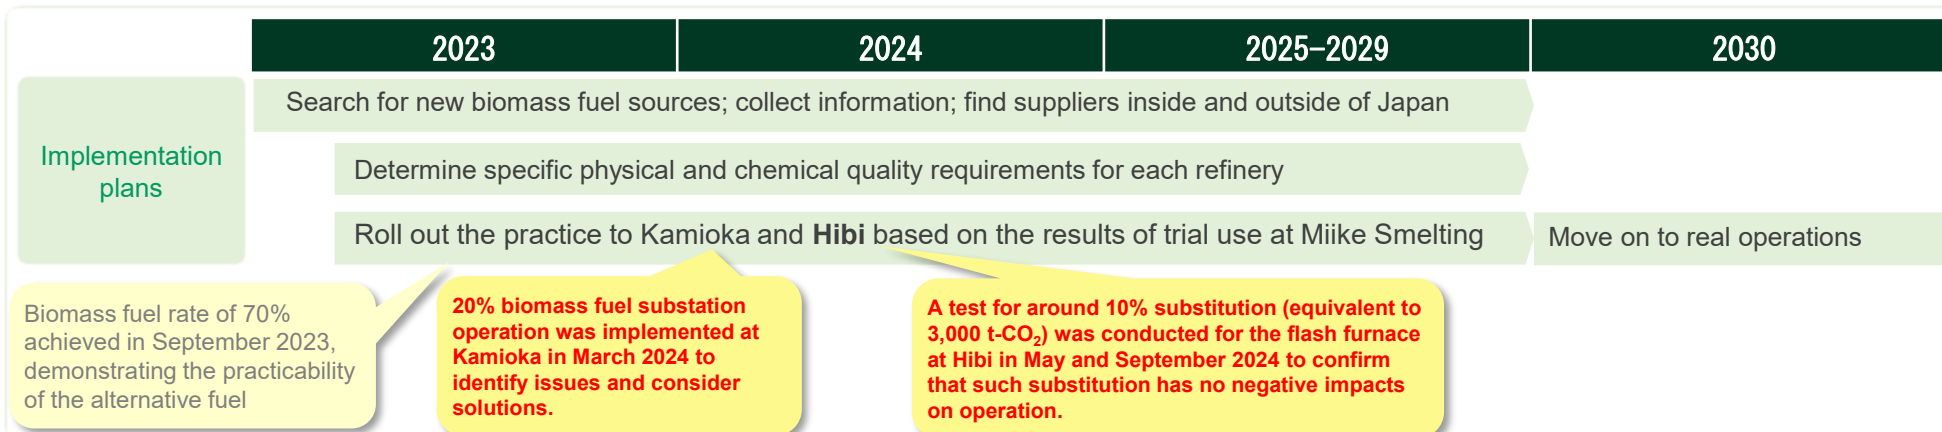 2023
2024
2025-2029
2030
Implementation
plans
Search for new biomass fuel sources; collect information; find suppliers inside and outside of Japan
Determine specific physical and chemical quality requirements for each refinery
Roll out the practice to Kamioka and Hibi based on the results of trial use at Miike Smelting
Move on to real operations
Biomass fuel rate of 70%
achieved in September 2023,
demonstrating the practicability
of the alternative fuel
20% biomass fuel substation
operation was implemented at
Kamioka in March 2024 to
identify issues and consider
solutions.
A test for around 10% substitution (equivalent to
3,000 t-CO₂) was conducted for the flash furnace
at Hibi in May and September 2024 to confirm
that such substitution has no negative impacts
on operation.